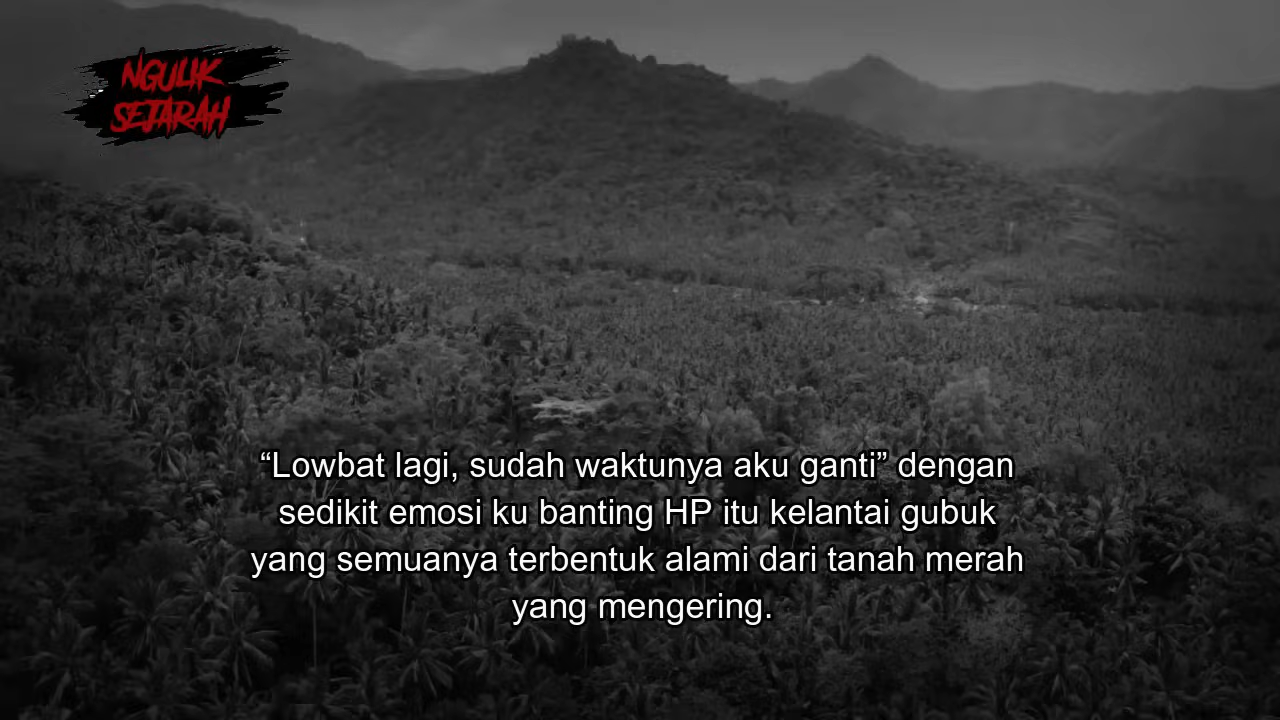 NGULIK
SEJARAH
“Lowbat lagi, sudah waktunya aku ganti” dengan
sedikit emosi ku banting HP itu kelantai gubuk
yang semuanya terbentuk alami dari tanah merah
yang mengering.